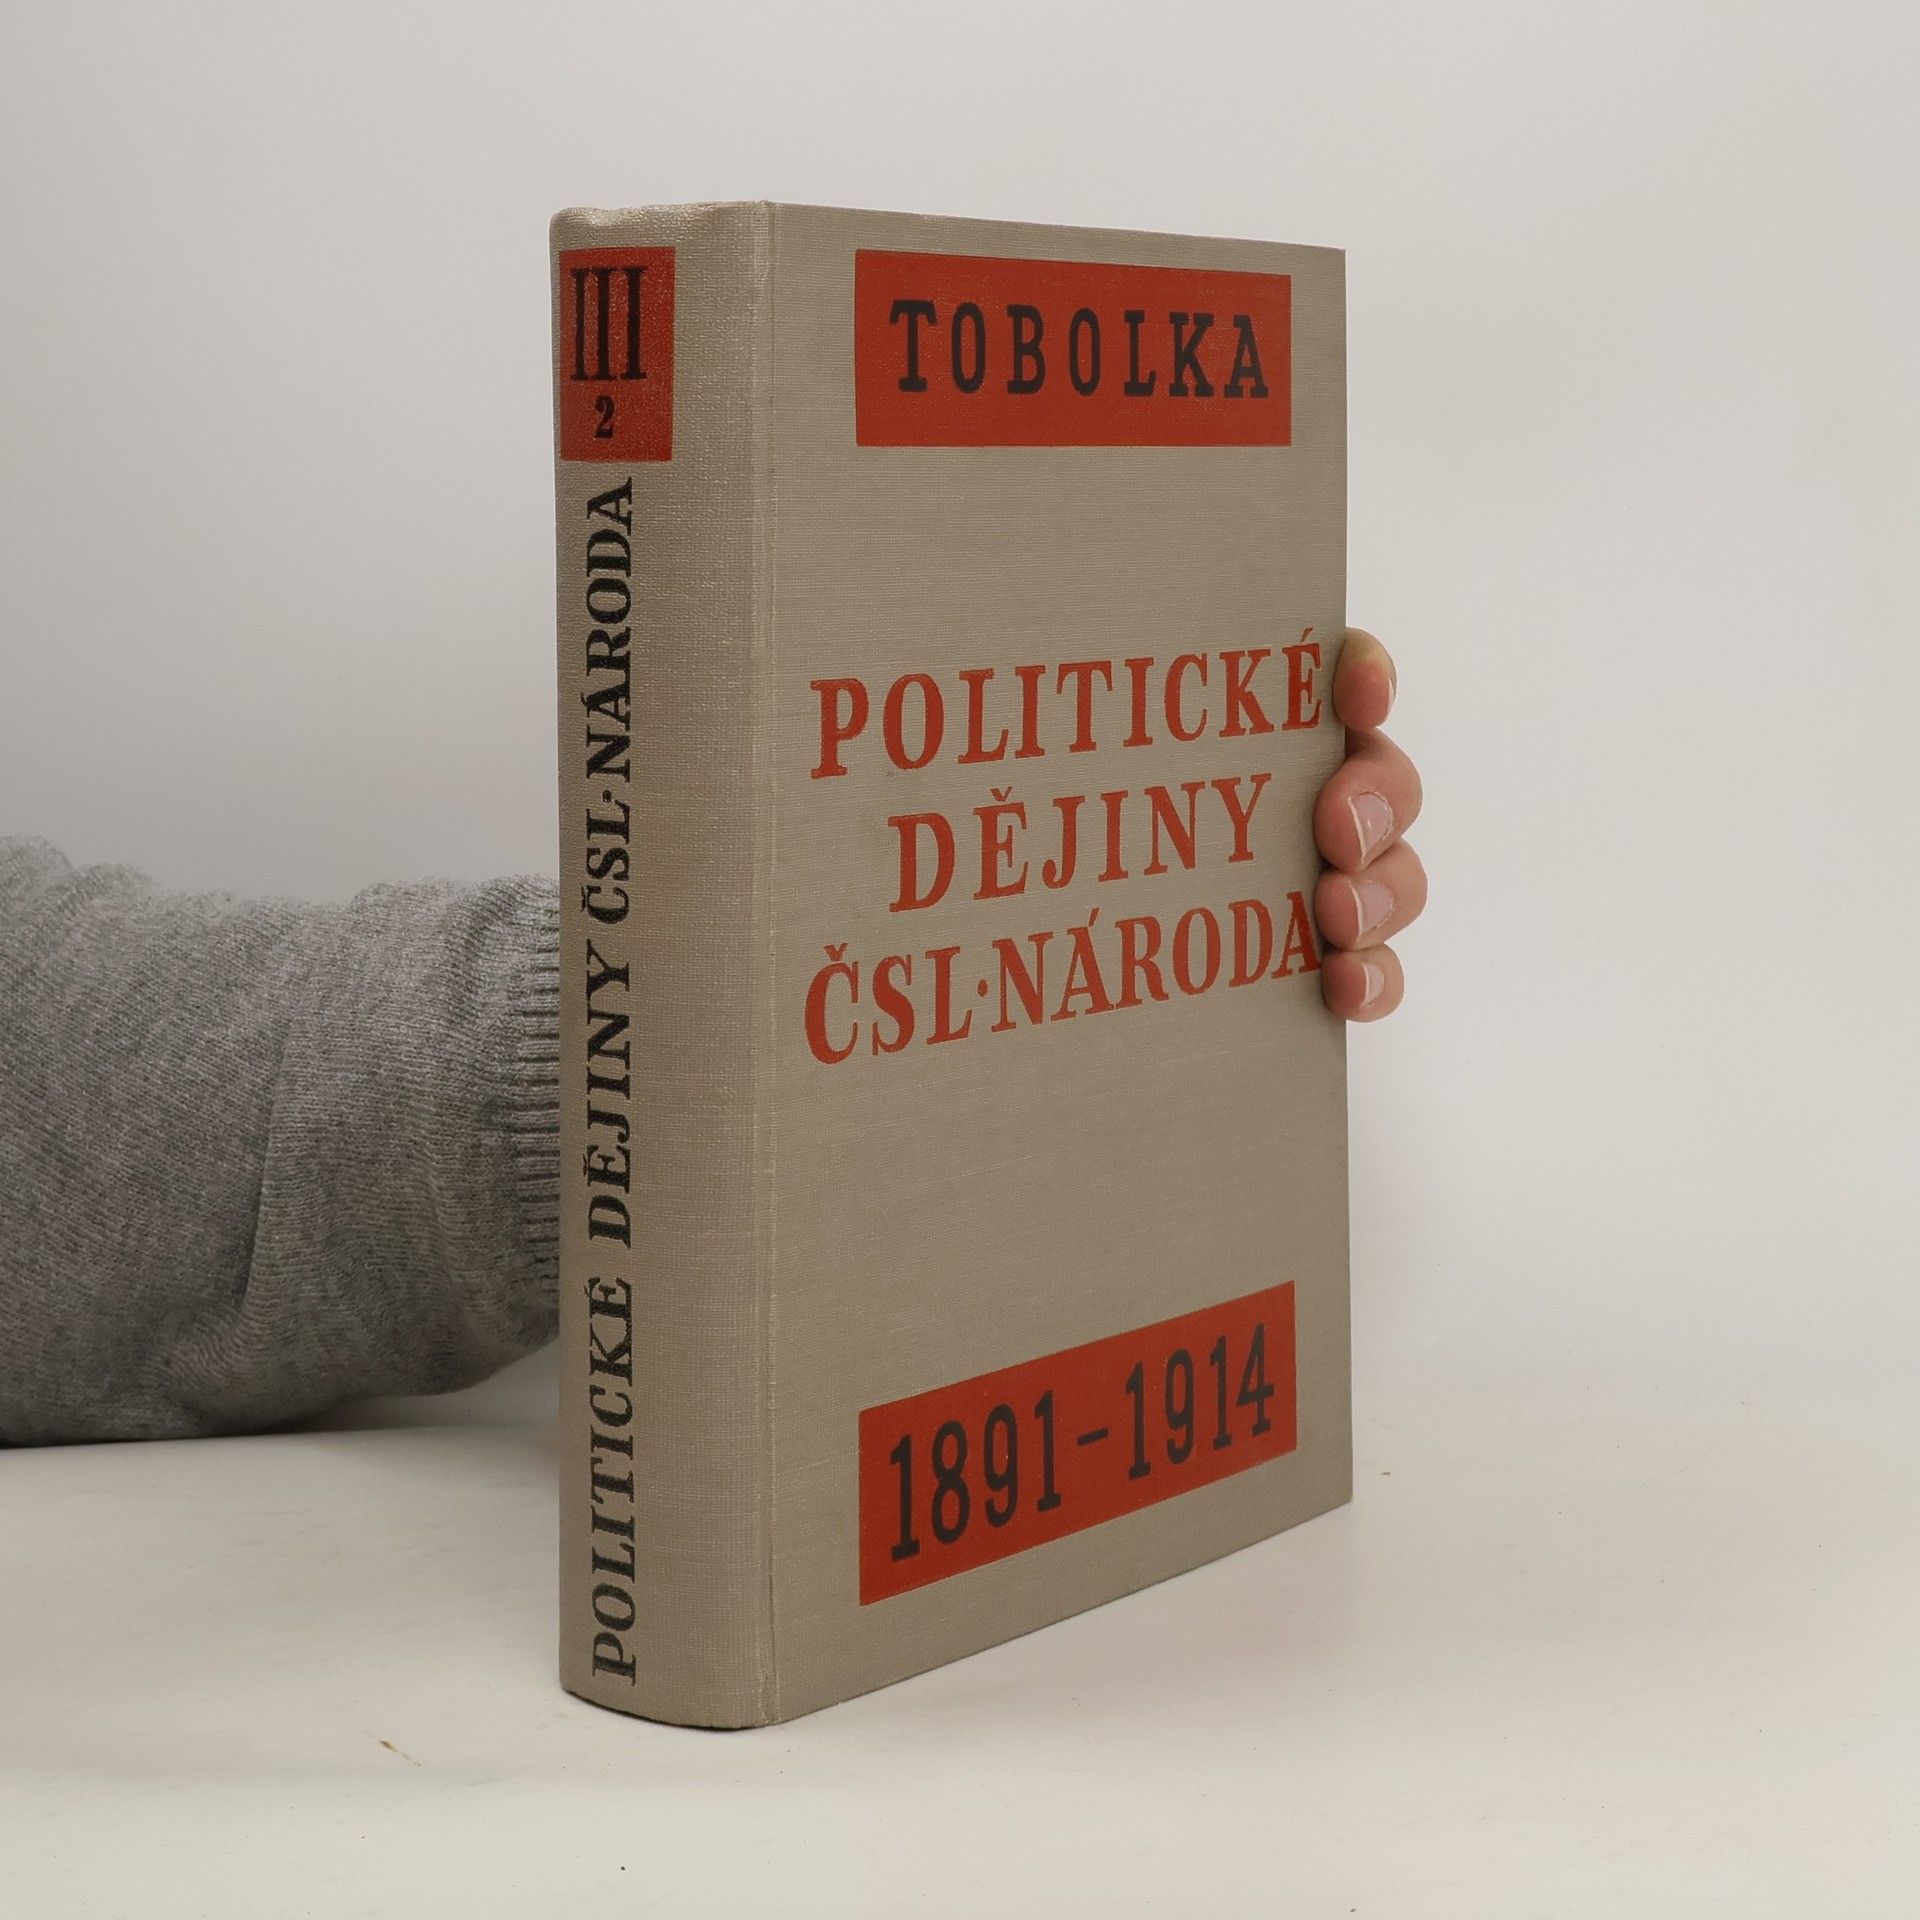 III
2
POLITICKÉ DĚJINY ČSL·NÁRODA
TOBOLKA
POLITICKÉ
DĚJINY
ČSL·NÁRODA
1891-1914